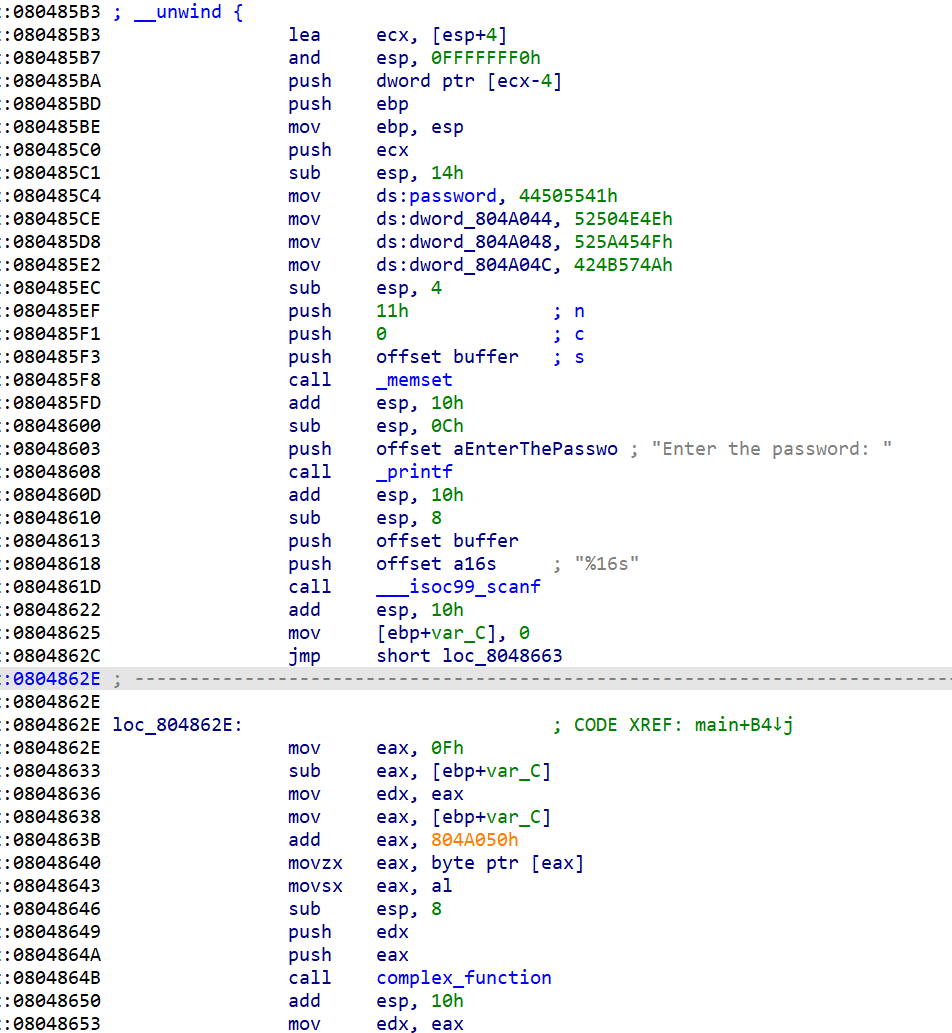 :080485B3 ; __unwind {
:080485B3 lea ecx, [esp+4]
:080485B7 and esp, 0FFFFFFF0h
:080485BA push dword ptr [ecx-4]
:080485BD push ebp
:080485BE mov ebp, esp
:080485C0 push ecx
:080485C1 sub esp, 14h
:080485C4 mov ds:password, 44505541h
:080485CE mov ds:dword_804A044, 52504E4Eh
:080485D8 mov ds:dword_804A048, 525A454Fh
:080485E2 mov ds:dword_804A04C, 424B574Ah
:080485EC sub esp, 4
:080485EF push 11h ; n
:080485F1 push 0 ; c
:080485F3 push offset buffer ; s
:080485F8 call _memset
:080485FD add esp, 10h
:08048600 sub esp, 0Ch
:08048603 push offset aEnterThePasswo ; "Enter the password: "
:08048608 call _printf
:0804860D add esp, 10h
:08048610 sub esp, 8
:08048613 push offset buffer
:08048618 push offset a16s ; "%16s"
:0804861D call ___isoc99_scanf
:08048622 add esp, 10h
:08048625 mov [ebp+var_C], 0
:0804862C jmp short loc_8048663
:0804862E ; ---------------------------------------------------------------------------
:0804862E
:0804862E loc_804862E: ; CODE XREF: main+B4↓j
:0804862E mov eax, 0Fh
:08048633 sub eax, [ebp+var_C]
:08048636 mov edx, eax
:08048638 mov eax, [ebp+var_C]
:0804863B add eax, 804A050h
:08048640 movzx eax, byte ptr [eax]
:08048643 movsx eax, al
:08048646 sub esp, 8
:08048649 push edx
:0804864A push eax
:0804864B call complex_function
:08048650 add esp, 10h
:08048653 mov edx, eax